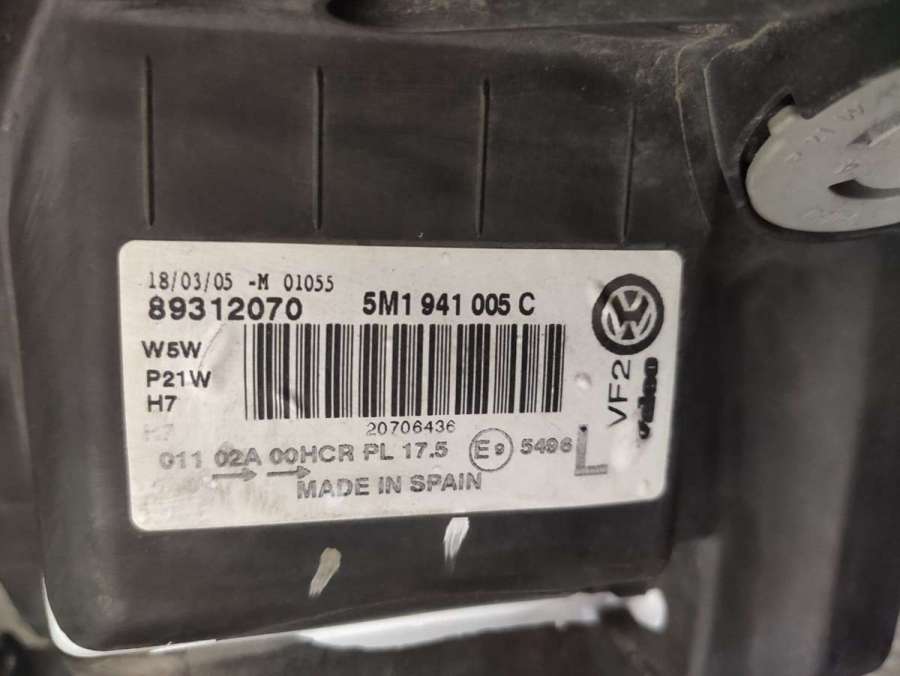 18/03/05 -M 01055
89312070 5M1 941 005 C
W5W
P21W
H7
H7
20706436
011 02A 00HCR PL 17.5 E9 5496 L
MADE IN SPAIN
VF2
Valeo